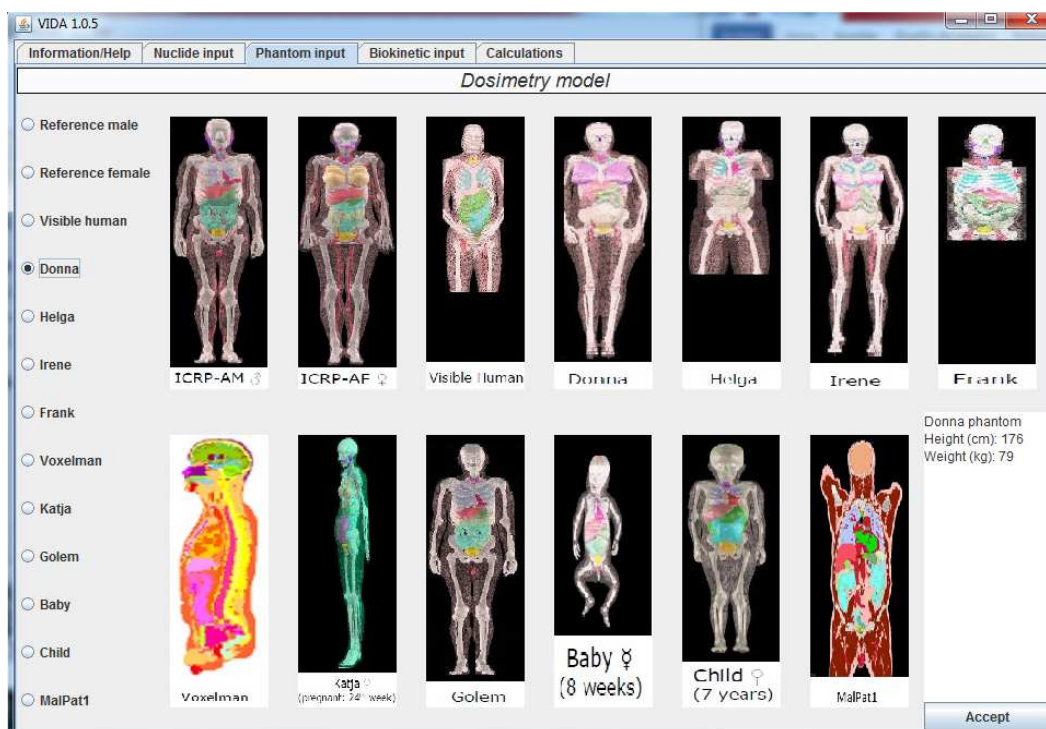 VIDA 1.0.5
Information/Help Nuclide input Phantom input Biokinetic input Calculations
Dosimetry model
Reference male
Reference female
Visible human
Donna
Helga
Irene
Frank
Voxelman
Katja
Golem
Baby
Child
MalPat1
ICRP-AM ♂ ICRP-AF ♀ Visible Human Donna Helga Irene Frank
Donna phantom
Height (cm): 176
Weight (kg): 79
Voxelman
Katja ♀
(pregnant: 24th week)
Golem
Baby ☿
(8 weeks)
Child ♀
(7 years)
MalPat1
Accept